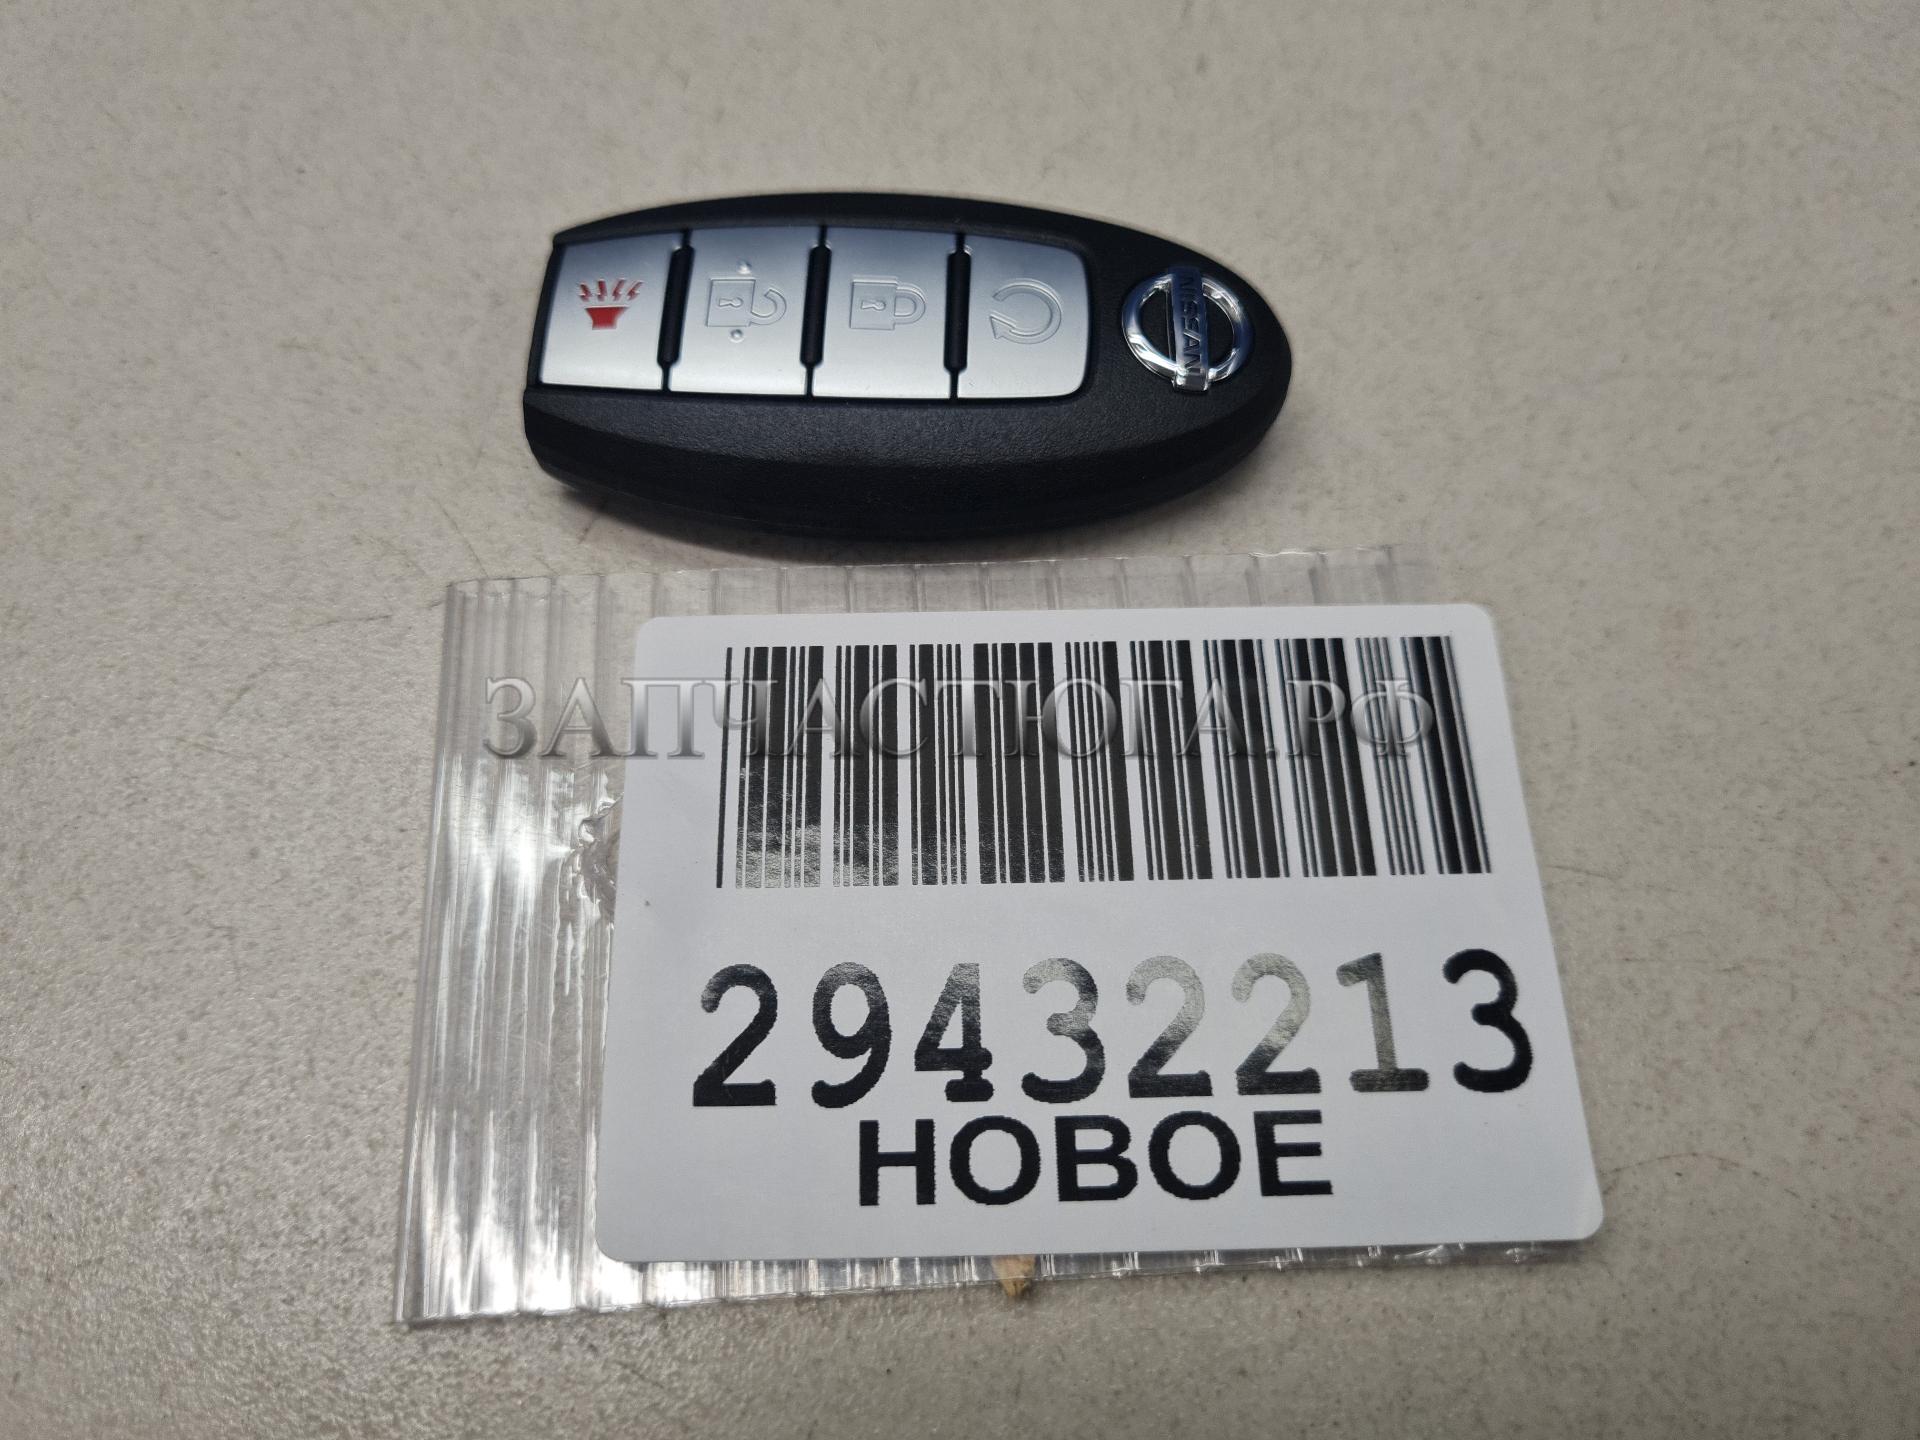 NISSAN
ЗАПЧАСТЮГА.РФ
29432213
НОВОЕ